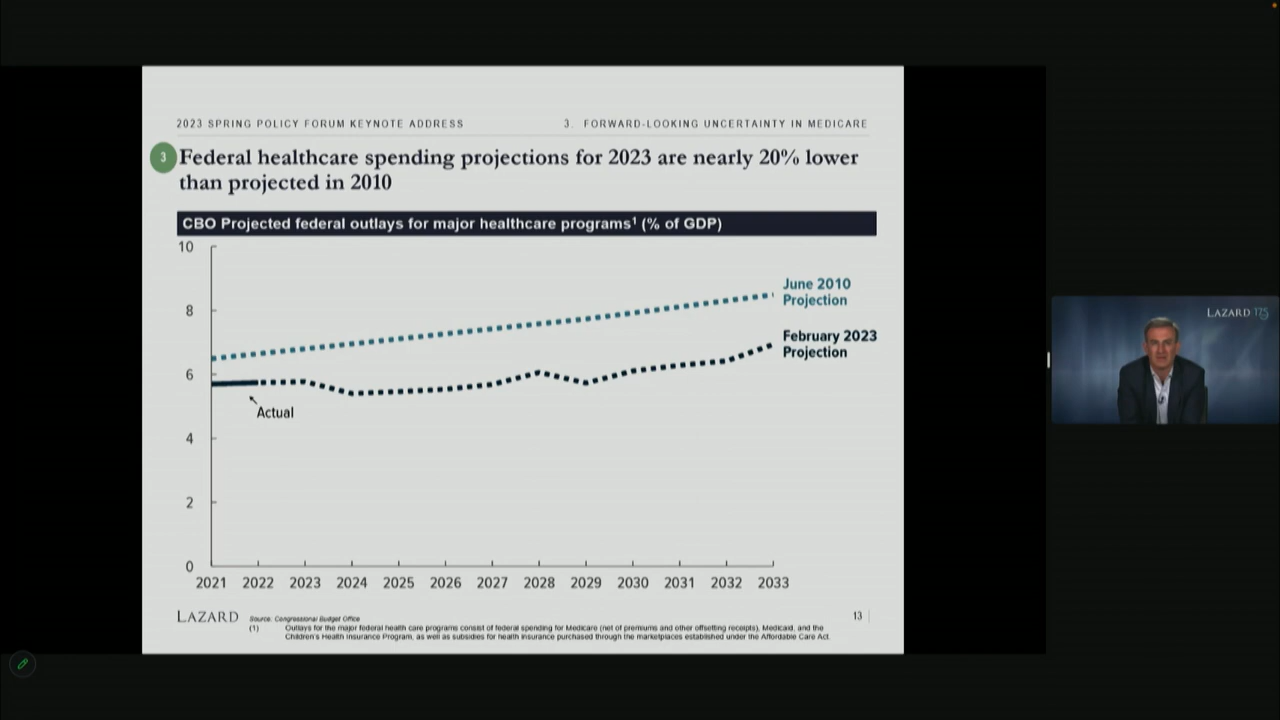 2023 SPRING POLICY FORUM KEYNOTE ADDRESS
3. FORWARD-LOOKING UNCERTAINTY IN MEDICARE
3
Federal healthcare spending projections for 2023 are nearly 20% lower
than projected in 2010
CBO Projected federal outlays for major healthcare programs¹ (% of GDP)
10
8
6
4
2
0
June 2010
Projection
February 2023
Projection
Actual
2021 2022 2023 2024 2025 2026 2027 2028 2029 2030 2031 2032 2033
LAZARD
Source: Congressional Budget Office
(1) Outlays for the major federal health care programs consist of federal spending for Medicare (net of premiums and other offsetting receipts), Medicaid, and the
Children's Health Insurance Program, as well as subsidies for health insurance purchased through the marketplaces established under the Affordable Care Act.
13
LAZARD 175